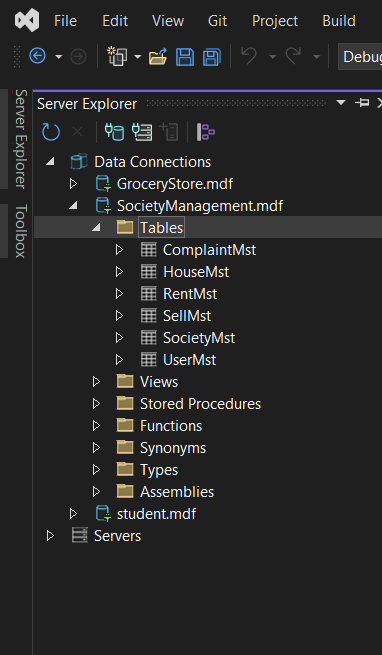 File Edit View Git Project Build
Debug
Server Explorer
Toolbox
Server Explorer
Data Connections
GroceryStore.mdf
SocietyManagement.mdf
Tables
ComplaintMst
HouseMst
RentMst
SellMst
SocietyMst
UserMst
Views
Stored Procedures
Functions
Synonyms
Types
Assemblies
student.mdf
Servers